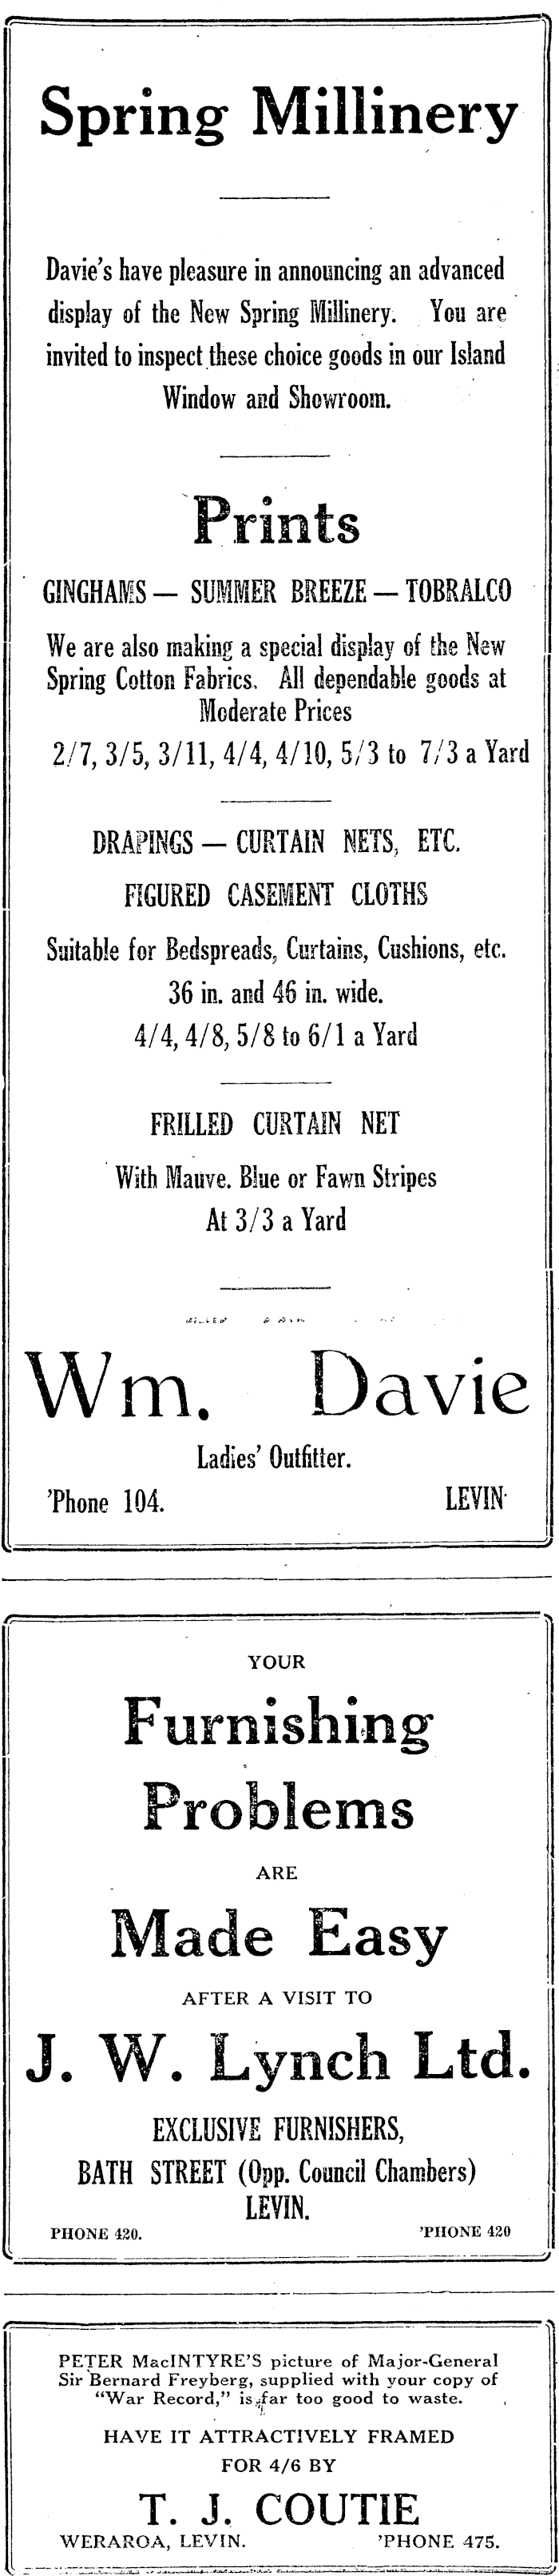 Spring Millinery
Davie's have pleasure in announcing an advanced
display of the New Spring Millinery. You are
invited to inspect these choice goods in our Island
Window and Showroom.
Prints
GINGHAMS — SUMMER BREEZE — TOBRALCO
We are also making a special display of the New
Spring Cotton Fabrics. All dependable goods at
Moderate Prices
2/7, 3/5, 3/11, 4/4, 4/10, 5/3 to 7/3 a Yard
DRAPINGS — CURTAIN NETS, ETC.
FIGURED CASEMENT CLOTHS
Suitable for Bedspreads, Curtains, Cushions, etc.
36 in. and 46 in. wide.
4/4, 4/8, 5/8 to 6/1 a Yard
FRILLED CURTAIN NET
With Mauve. Blue or Fawn Stripes
At 3/3 a Yard
Wm. Davie
Ladies' Outfitter.
'Phone 104. LEVIN
YOUR
Furnishing
Problems
ARE
Made Easy
AFTER A VISIT TO
J. W. Lynch Ltd.
EXCLUSIVE FURNISHERS,
BATH STREET (Opp. Council Chambers)
LEVIN.
PHONE 420. 'PHONE 420
PETER MacINTYRE'S picture of Major-General
Sir Bernard Freyberg, supplied with your copy of
"War Record," is far too good to waste.
HAVE IT ATTRACTIVELY FRAMED
FOR 4/6 BY
T. J. COUTIE
WERAROA, LEVIN. 'PHONE 475.